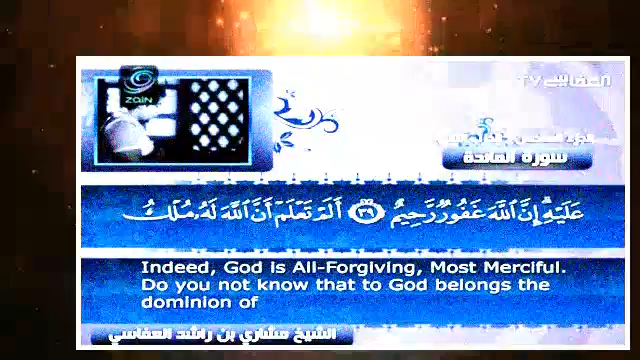 zain
العفاسي TV
سورة المائدة
عَلَيْهِ إِنَّ اللَّهَ غَفُورٌ رَّحِيمٌ ﴿٣٩﴾ أَلَمْ تَعْلَمْ أَنَّ اللَّهَ لَهُ مُلْكُ
Indeed, God is All-Forgiving, Most Merciful.
Do you not know that to God belongs the
dominion of
الشيخ مشاري بن راشد العفاسي